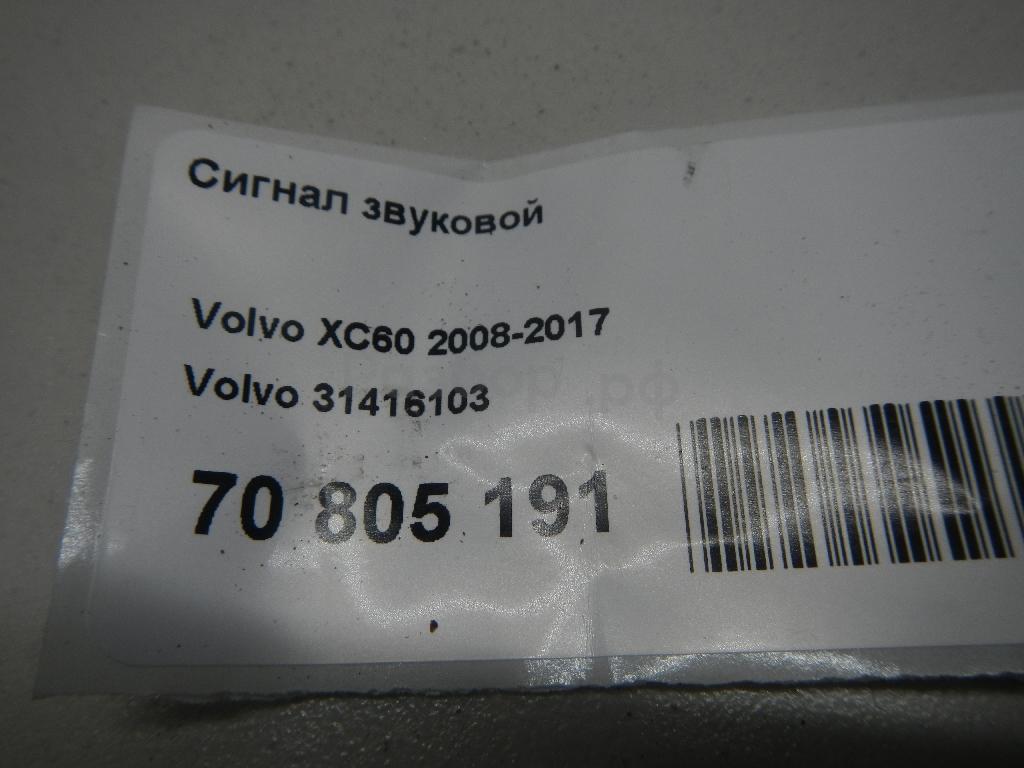 Сигнал звуковой
Volvo XC60 2008-2017
Volvo 31416103
70 805 191